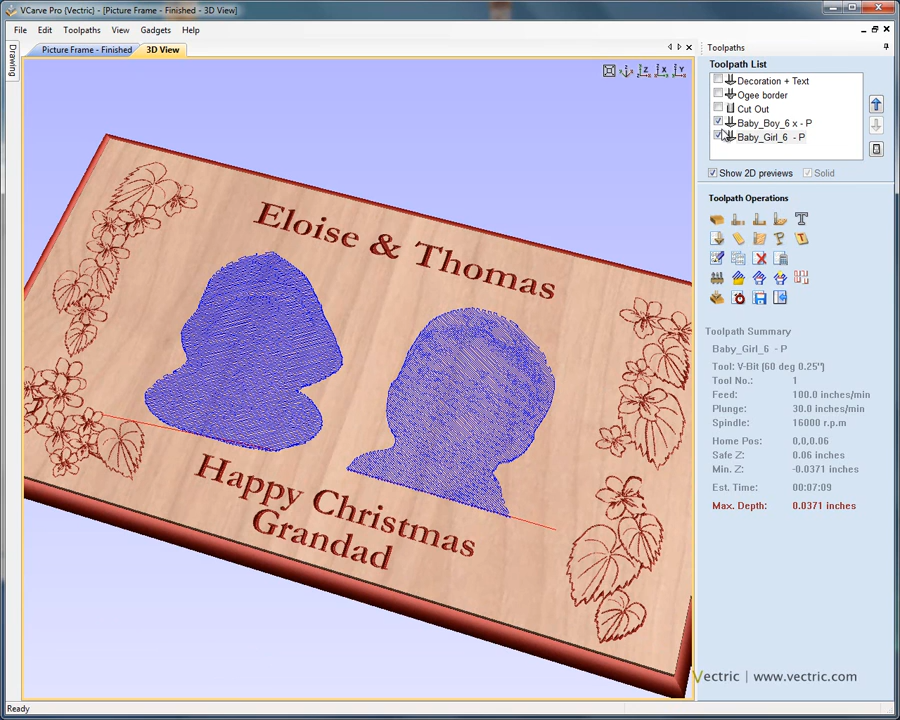 VCarve Pro (Vectric) - [Picture Frame - Finished - 3D View]
File Edit Toolpaths View Gadgets Help
Drawing
Picture Frame - Finished
3D View
Z X Y
Eloise & Thomas
Happy Christmas
Grandad
Toolpaths
Toolpath List
Decoration + Text
Ogee border
Cut Out
Baby_Boy_6 x - P
Baby_Girl_6 - P
Show 2D previews Solid
Toolpath Operations
Toolpath Summary
Baby_Girl_6 - P
Tool: V-Bit (60 deg 0.25")
Tool No.: 1
Feed: 100.0 inches/min
Plunge: 30.0 inches/min
Spindle: 16000 r.p.m
Home Pos: 0,0,0.06
Safe Z: 0.06 inches
Min. Z: -0.0371 inches
Est. Time: 00:07:09
Max. Depth: 0.0371 inches
Vectric | www.vectric.com
Ready